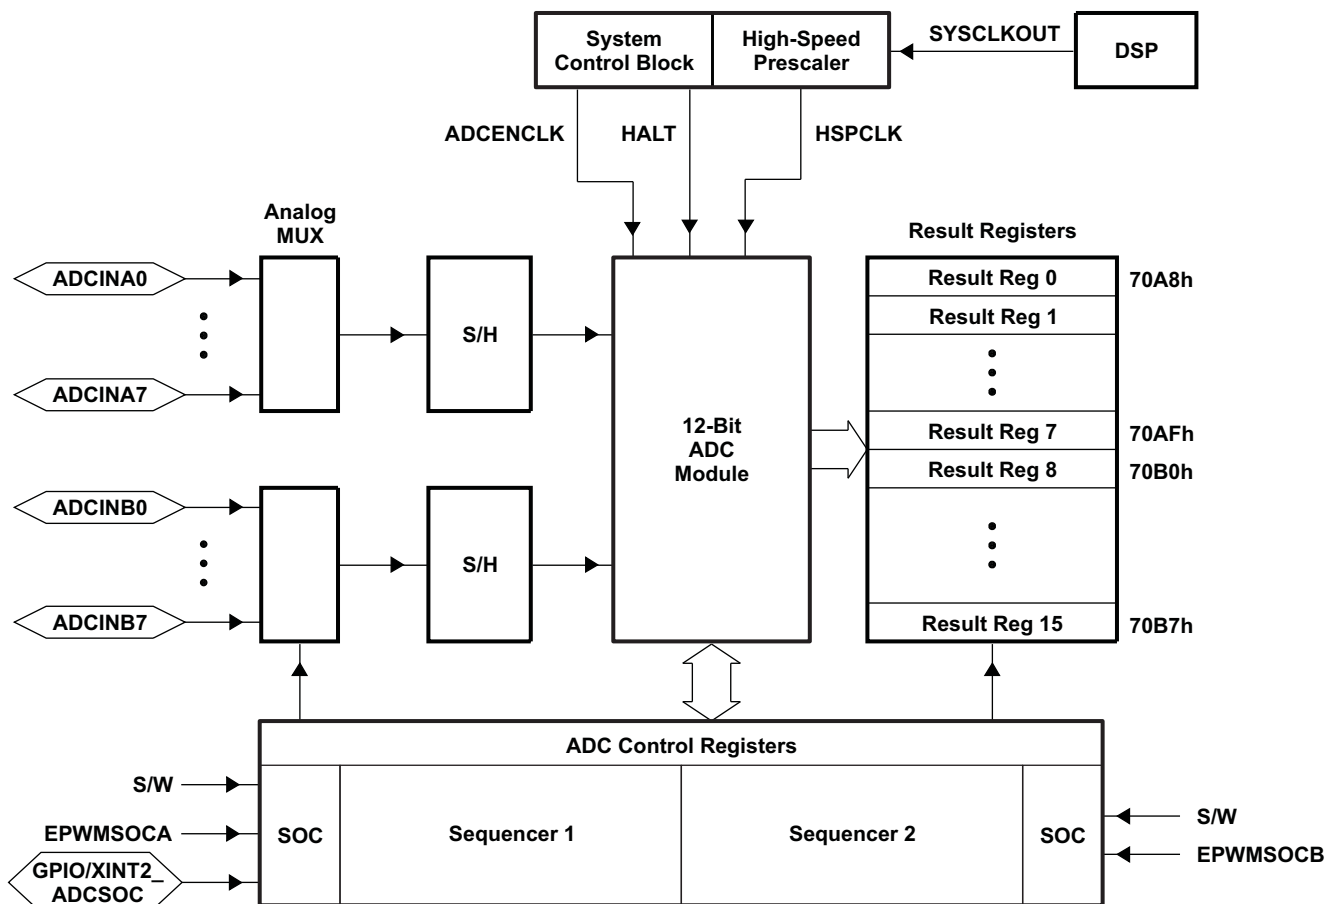 System
Control Block
High-Speed
Prescaler
SYSCLKOUT
DSP
ADCENCLK
HALT
HSPCLK
Analog
MUX
Result Registers
ADCINA0
ADCINA7
S/H
ADCINB0
ADCINB7
S/H
12-Bit
ADC
Module
Result Reg 0
70A8h
Result Reg 1
Result Reg 7
70AFh
Result Reg 8
70B0h
Result Reg 15
70B7h
ADC Control Registers
S/W
EPWMSOCA
GPIO/XINT2_
ADCSOC
SOC
Sequencer 1
Sequencer 2
SOC
S/W
EPWMSOCB